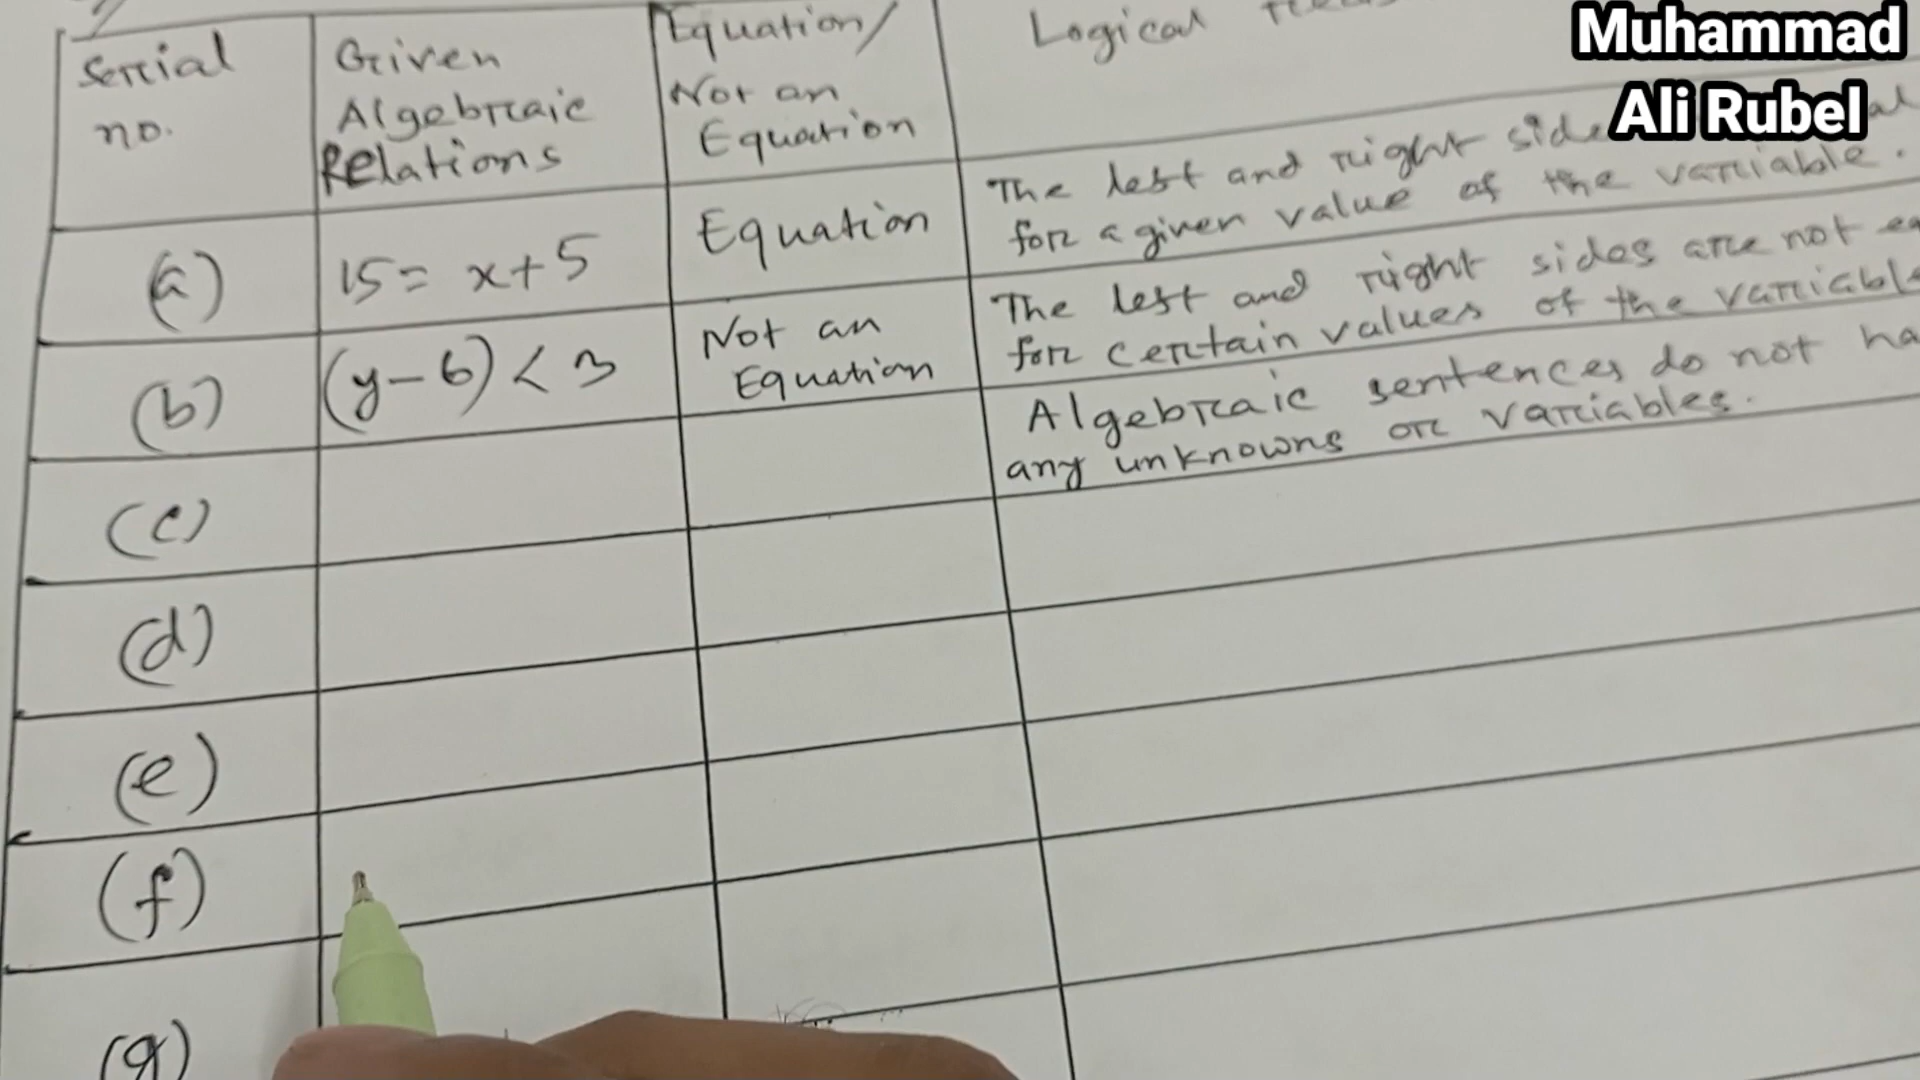 Muhammad
Ali Rubel
Serial
no.
Given
Algebraic
Relations
Equation/
Not an
Equation
Logical
(a)
15 = x+5
Equation
The left and right side
for a given value of the variable.
(b)
(y-6) < 3
Not an
Equation
The left and right sides are not
for certain values of the
(c)
Algebraic sentences do not
any unknowns or variables.
(d)
(e)
(f)
(g)